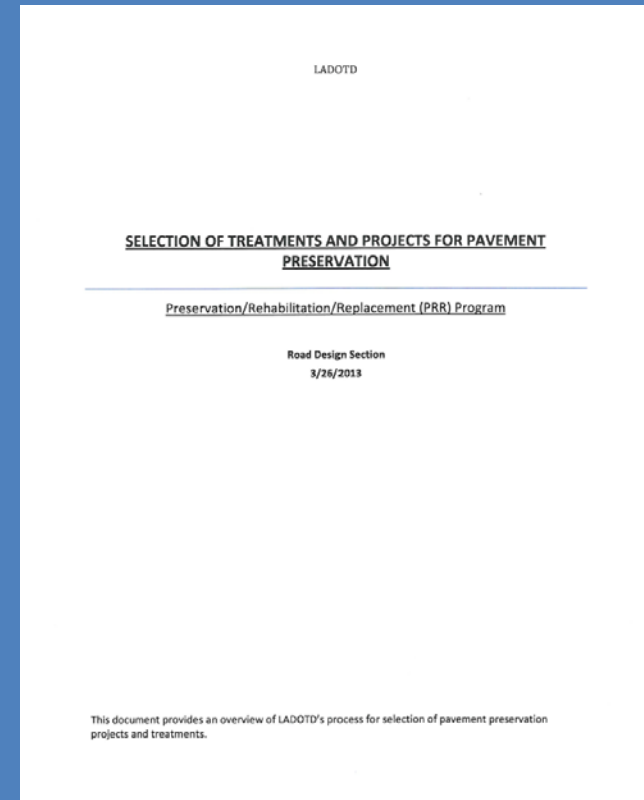 LADOTD
SELECTION OF TREATMENTS AND PROJECTS FOR PAVEMENT
PRESERVATION
Preservation/Rehabilitation/Replacement (PRR) Program
Road Design Section
3/26/2013
This document provides an overview of LADOTD's process for selection of pavement preservation
projects and treatments.